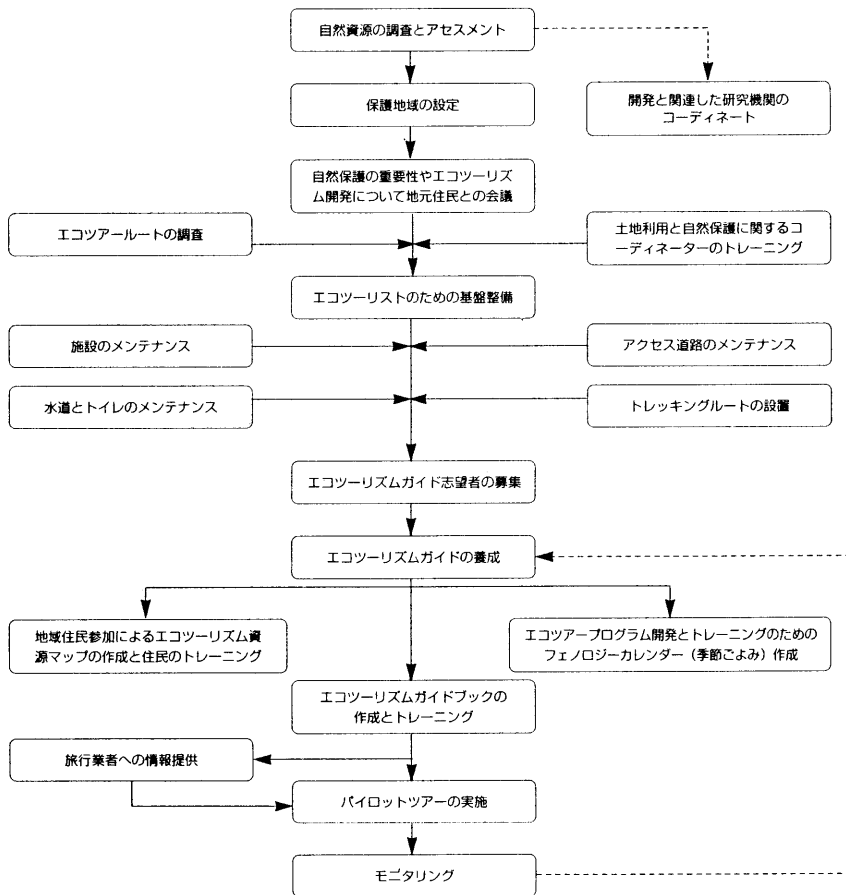 自然資源の調査とアセスメント
保護地域の設定
開発と関連した研究機関の
コーディネート
自然保護の重要性やエコツーリズ
ム開発について地元住民との会議
エコツアールートの調査
土地利用と自然保護に関するコ
ーディネーターのトレーニング
エコツーリストのための基盤整備
施設のメンテナンス
アクセス道路のメンテナンス
水道とトイレのメンテナンス
トレッキングルートの設置
エコツーリズムガイド志望者の募集
エコツーリズムガイドの養成
地域住民参加によるエコツーリズム資
源マップの作成と住民のトレーニング
エコツアープログラム開発とトレーニングのための
フェノロジーカレンダー（季節ごよみ）作成
エコツーリズムガイドブックの
作成とトレーニング
旅行業者への情報提供
パイロットツアーの実施
モニタリング